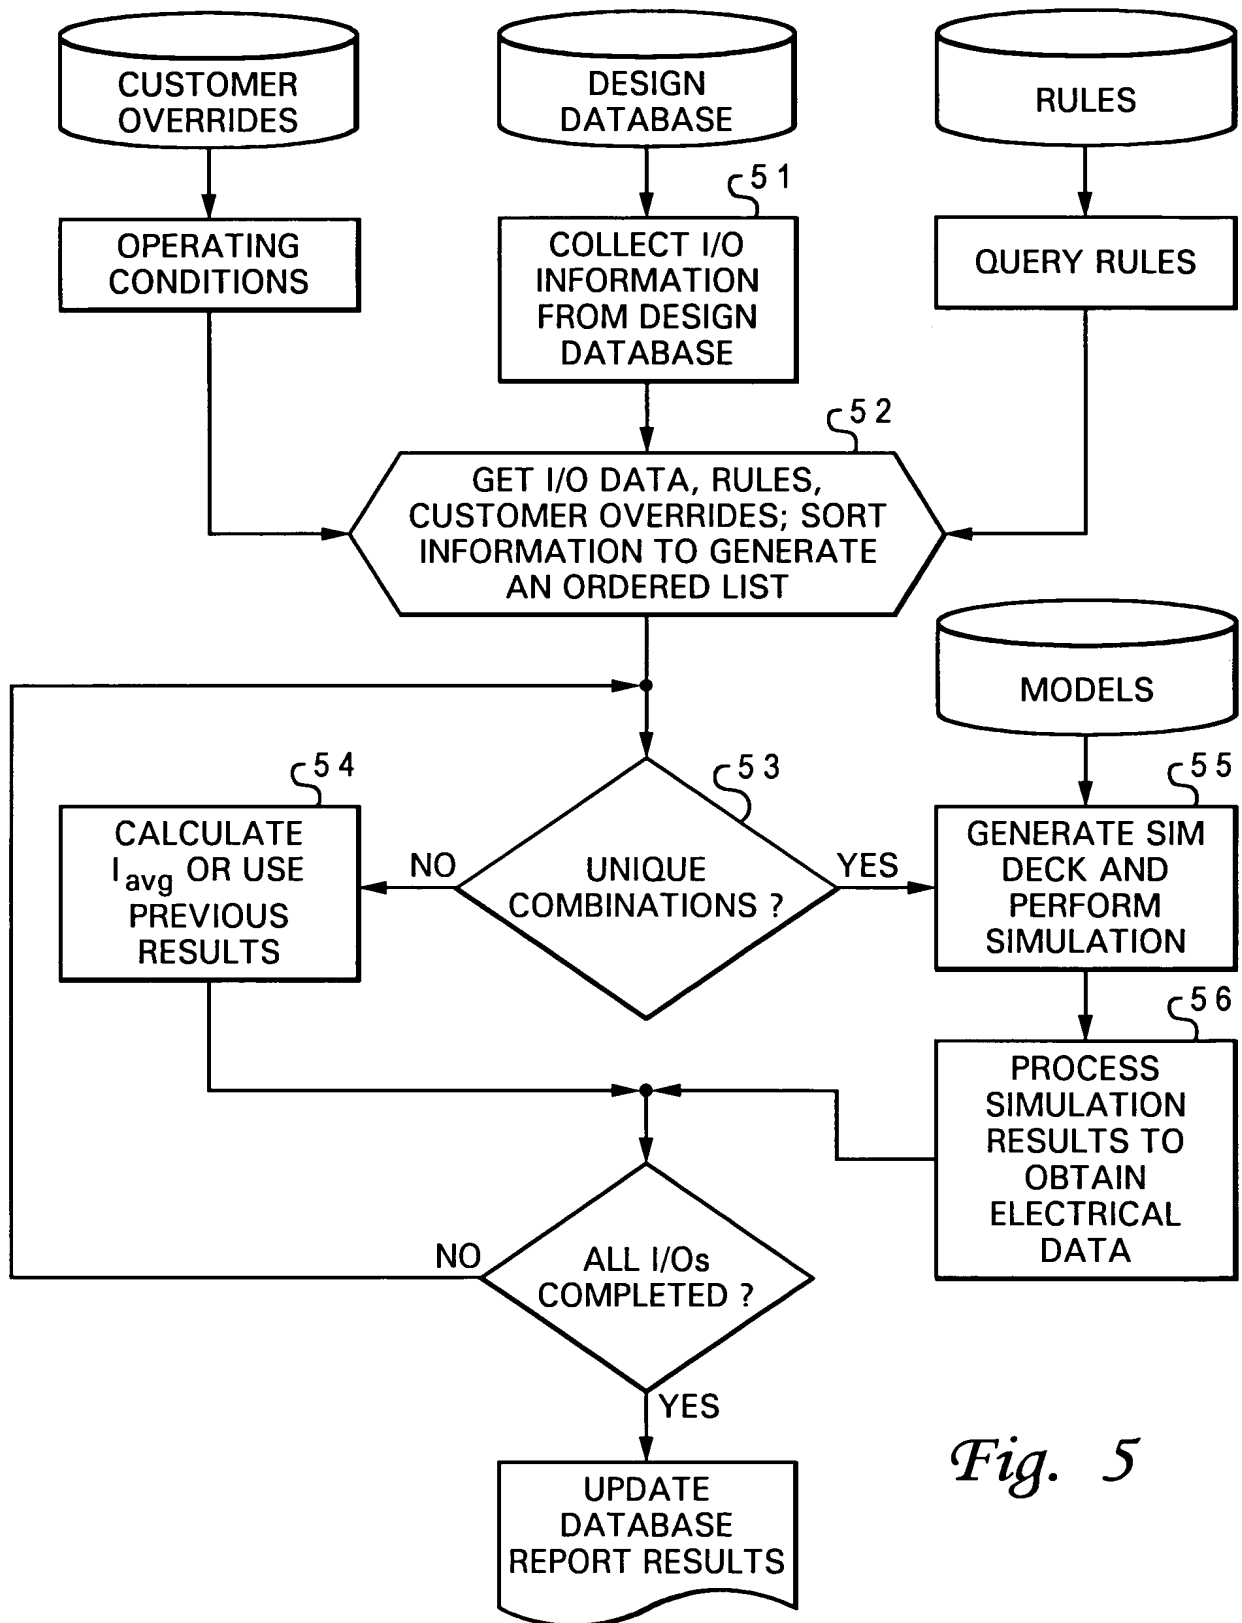 CUSTOMER
OVERRIDES
DESIGN
DATABASE
RULES
OPERATING
CONDITIONS
51
COLLECT I/O
INFORMATION
FROM DESIGN
DATABASE
QUERY RULES
52
GET I/O DATA, RULES,
CUSTOMER OVERRIDES; SORT
INFORMATION TO GENERATE
AN ORDERED LIST
MODELS
54
CALCULATE
Iavg OR USE
PREVIOUS
RESULTS
NO
53
UNIQUE
COMBINATIONS ?
YES
55
GENERATE SIM
DECK AND
PERFORM
SIMULATION
56
PROCESS
SIMULATION
RESULTS TO
OBTAIN
ELECTRICAL
DATA
NO
ALL I/Os
COMPLETED ?
YES
UPDATE
DATABASE
REPORT RESULTS
Fig. 5